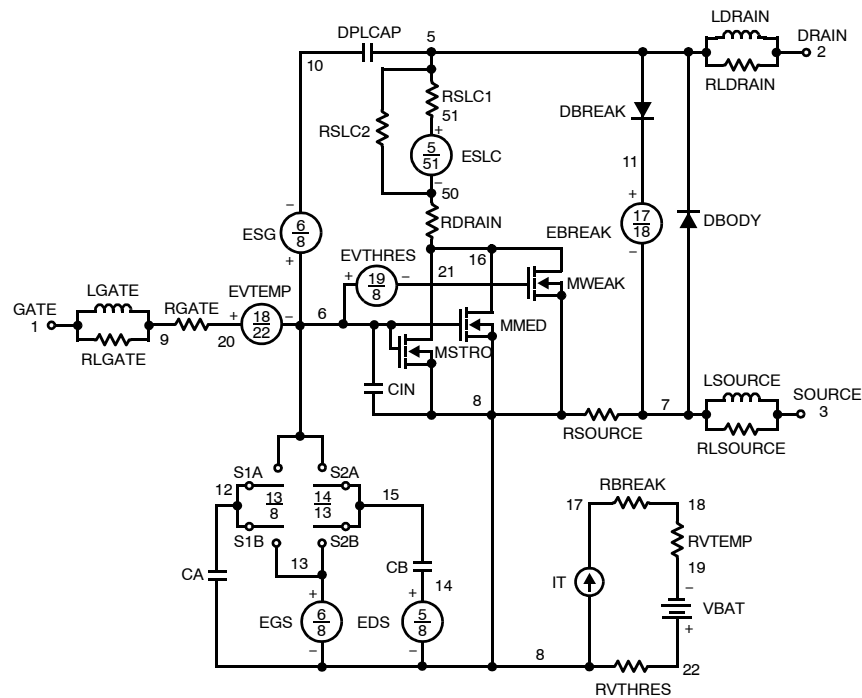 LDRAIN
DPLCAP 5 DRAIN
2
10
RLDRAIN
RSLC1
51
DBREAK
RSLC2
+
5
51
ESLC
11
−
50
+
−
17
18
DBODY
6
8
ESG
RDRAIN
EBREAK
EVTHRES
16
−
+
21
+ 19
8
−
MWEAK
LGATE
EVTEMP
GATE
1
RGATE
+ 18
22
−
6
MMED
9
20
MSTRO
RLGATE
LSOURCE
CIN
8
7
SOURCE
3
RSOURCE
RLSOURCE
S1A
S2A
RBREAK
12
13
8
14
13
15
17
18
S1B
S2B
RVTEMP
13
CB
19
CA
14
IT
−
+
+
VBAT
EGS
6
8
EDS
5
8
+
−
−
8
22
RVTHRES